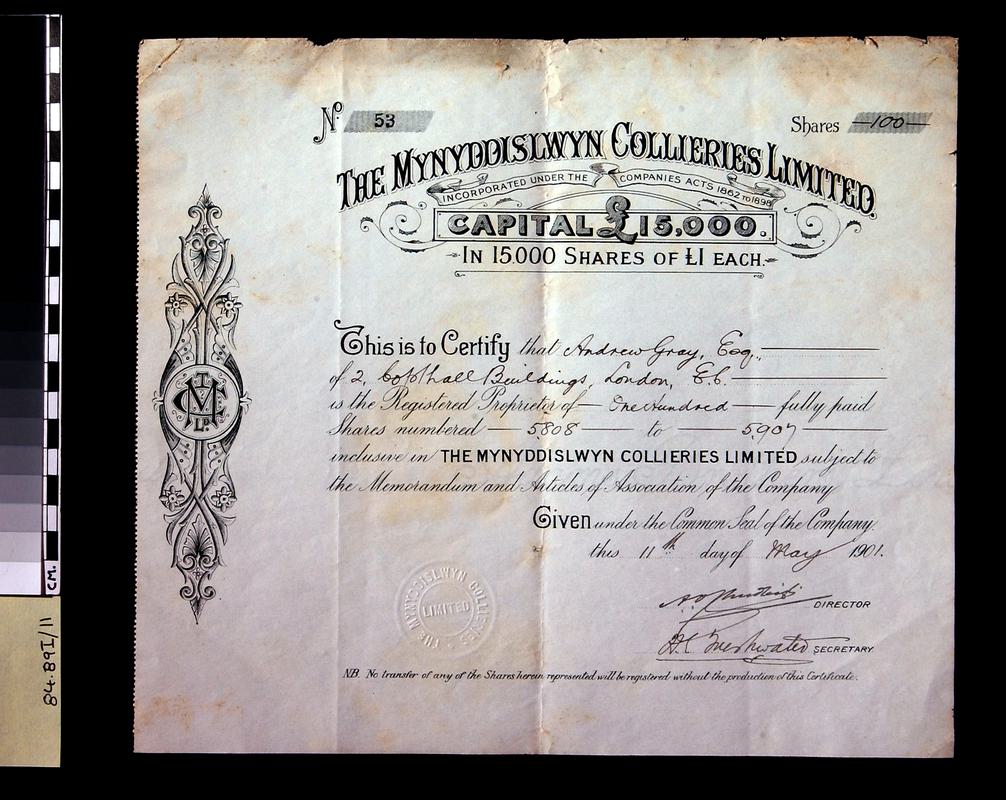 No. 53
Shares 100
THE MYNYDDISLWYN COLLIERIES LIMITED.
INCORPORATED UNDER THE COMPANIES ACTS 1862 TO 1898
CAPITAL £15,000.
IN 15,000 SHARES OF £1 EACH.
This is to Certify that Andrew Gray, Esq.,
of 2, Copthall Buildings, London, E.C.
is the Registered Proprietor of One Hundred fully paid
Shares numbered 5808 to 5907
inclusive in THE MYNYDDISLWYN COLLIERIES LIMITED subject to
the Memorandum and Articles of Association of the Company
Given under the Common Seal of the Company.
this 11th day of May 1901.
DIRECTOR
SECRETARY
THE MYNYDDISLWYN COLLIERIES
LIMITED
N.B. No transfer of any of the Shares herein represented will be registered without the production of this Certificate.
CM.
84.89I/11